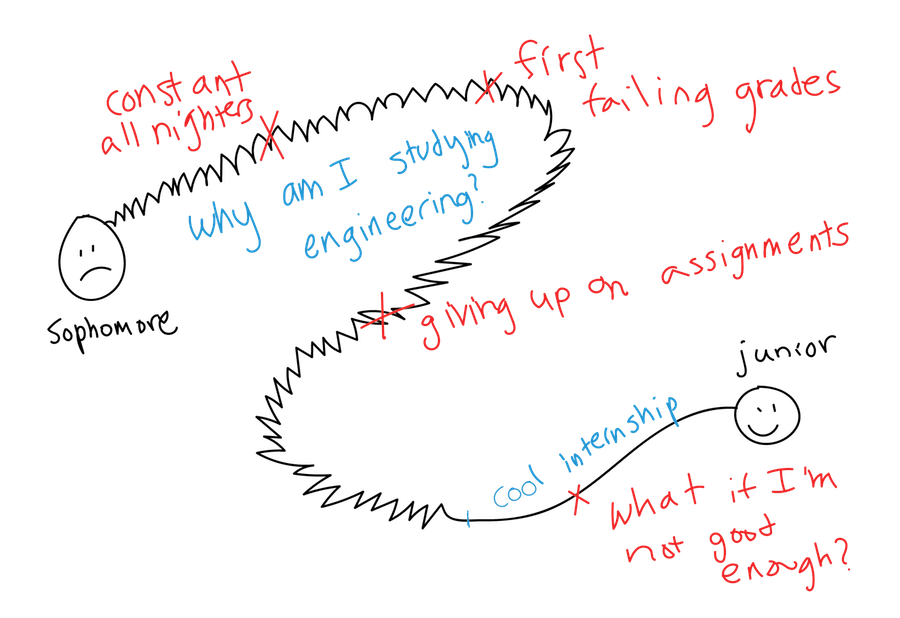 constant
all nighters
first
failing grades
why am I studying
engineering?
Sophomore
giving up on assignments
junior
cool internship
what if I'm
not good
enough?